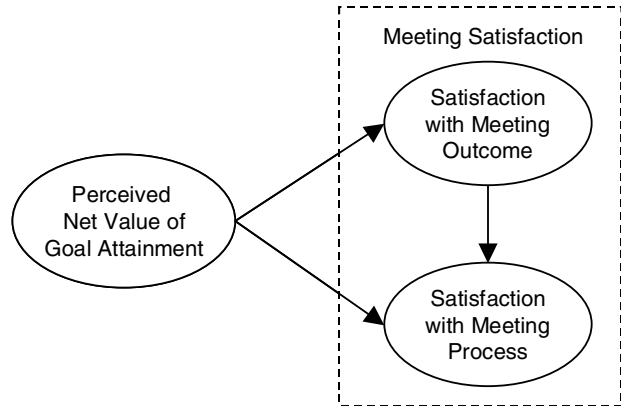 Meeting Satisfaction
Satisfaction
with Meeting
Outcome
Perceived
Net Value of
Goal Attainment
Satisfaction
with Meeting
Process